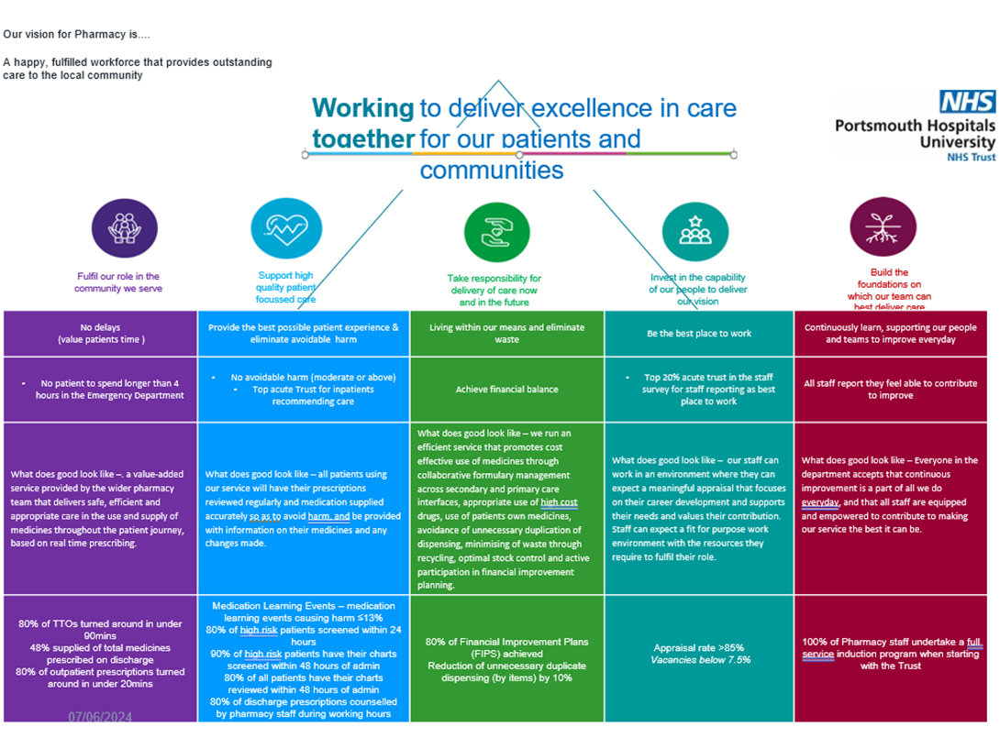 Our vision for Pharmacy is....
A happy, fulfilled workforce that provides outstanding
care to the local community
Working to deliver excellence in care
together for our patients and
communities
NHS
Portsmouth Hospitals
University
NHS Trust
Fulfil our role in the
community we serve
Support high
quality patient
focussed care
Take responsibility for
delivery of care now
and in the future
Invest in the capability
of our people to deliver
our vision
Build the
foundations on
which our team can
best deliver care
No delays
(value patients time )
Provide the best possible patient experience &
eliminate avoidable harm
Living within our means and eliminate
waste
Be the best place to work
Continuously learn, supporting our people
and teams to improve everyday
- No patient to spend longer than 4
hours in the Emergency Department
- No avoidable harm (moderate or above)
- Top acute Trust for inpatients
recommending care
Achieve financial balance
- Top 20% acute trust in the staff
survey for staff reporting as best
place to work
All staff report they feel able to contribute
to improve
What does good look like –. a value-added
service provided by the wider pharmacy
team that delivers safe, efficient and
appropriate care in the use and supply
of medicines throughout the patient journey,
based on real time prescribing.
What does good look like – all patients using
our service will have their prescriptions
reviewed regularly and medication supplied
accurately so as to avoid harm, and be provided
with information on their medicines and any
changes made.
What does good look like – we run an
efficient service that promotes cost
effective use of medicines through
collaborative formulary management
across secondary and primary care
interfaces, appropriate use of high cost
drugs, use of patients own medicines,
avoidance of unnecessary duplication of
dispensing, minimising of waste through
recycling, optimal stock control and active
participation in financial improvement
planning.
What does good look like – our staff can
work in an environment where they can
expect a meaningful appraisal that focuses
on their career development and supports
their needs and values their contribution.
Staff can expect a fit for purpose work
environment with the resources they
require to fulfil their role.
What does good look like – Everyone in the
department accepts that continuous
improvement is a part of all we do
everyday, and that all staff are equipped
and empowered to contribute to making
our service the best it can be.
80% of TTOs turned around in under
90mins
48% supplied of total medicines
prescribed on discharge
80% of outpatient prescriptions turned
around in under 20mins
Medication Learning Events – medication
learning events causing harm ≤13%
80% of high risk patients screened within 24
hours
90% of high risk patients have their charts
screened within 48 hours of admin
80% of all patients have their charts
reviewed within 48 hours of admin
80% of discharge prescriptions counselled
by pharmacy staff during working hours
80% of Financial Improvement Plans
(FIPS) achieved
Reduction of unnecessary duplicate
dispensing (by items) by 10%
Appraisal rate >85%
Vacancies below 7.5%
100% of Pharmacy staff undertake a full
service induction program when starting
with the Trust
07/06/2024